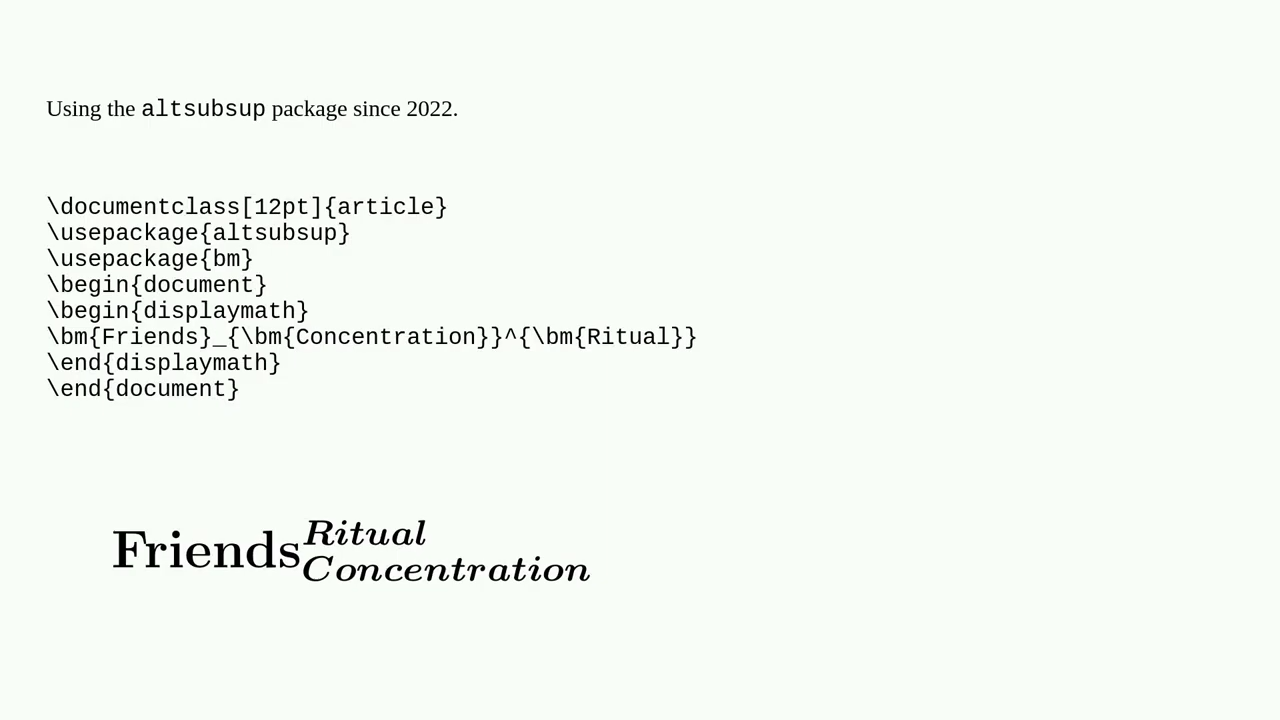 Using the altsubsup package since 2022.
\documentclass[12pt]{article}
\usepackage{altsubsup}
\usepackage{bm}
\begin{document}
\begin{displaymath}
\bm{Friends}_{\bm{Concentration}}^{\bm{Ritual}}
\end{displaymath}
\end{document}
Friends
Ritual
Concentration